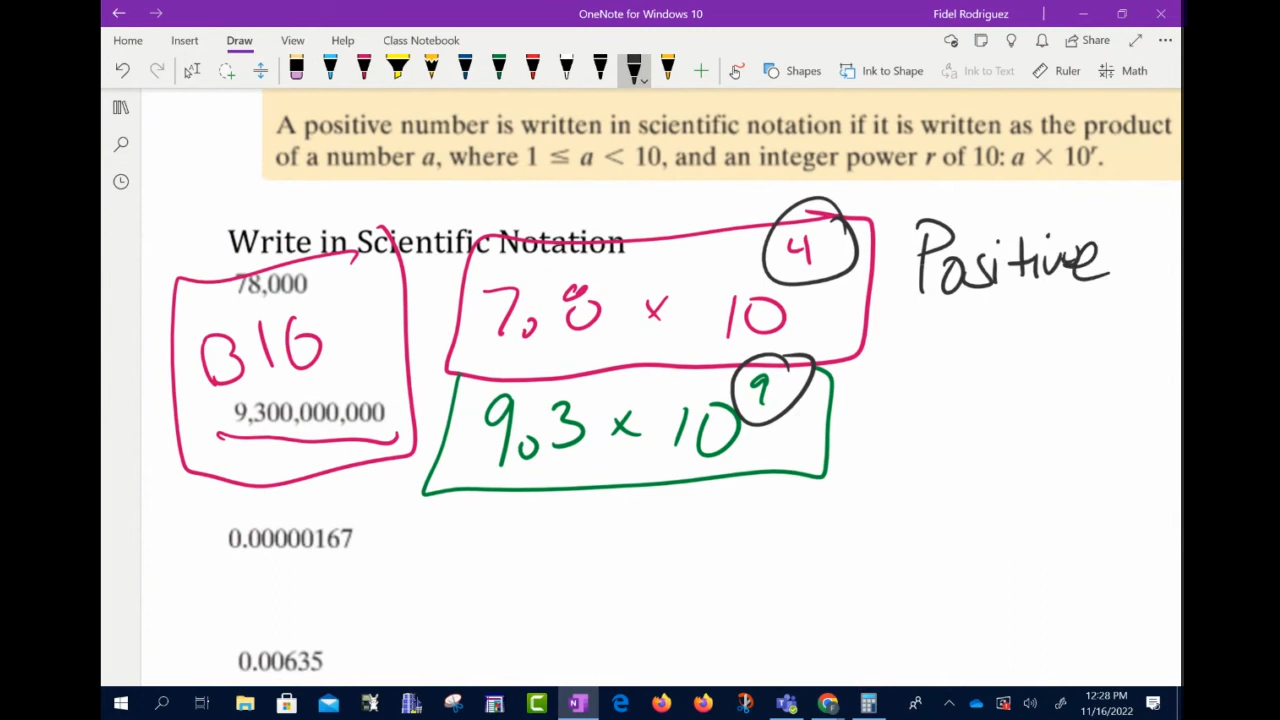 OneNote for Windows 10
Fidel Rodriguez
Home Insert Draw View Help Class Notebook
Share
Shapes Ink to Shape Ink to Text Ruler Math
A positive number is written in scientific notation if it is written as the product
of a number a, where 1 ≤ a < 10, and an integer power r of 10: a × 10ʳ.
Write in Scientific Notation
78,000
7.8 x 10⁴
Positive
BIG
9,300,000,000
9.3 x 10⁹
0.00000167
0.00635
12:28 PM
11/16/2022